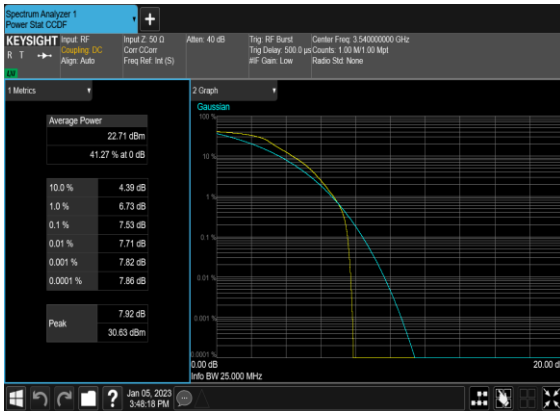 Spectrum Analyzer 1
Power Stat CCDF
KEYSIGHT
R T
Input: RF
Coupling: DC
Align: Auto
Input Z: 50 Ω
Corr CCorr
Freq Ref: Int (S)
Atten: 40 dB
Trig: RF Burst
Trig Delay: 500.0 µs
#IF Gain: Low
Center Freq: 3.540000000 GHz
Counts: 1.00 M/1.00 Mpt
Radio Std: None
1 Metrics
Average Power
22.71 dBm
41.27 % at 0 dB
10.0 % 4.39 dB
1.0 % 6.73 dB
0.1 % 7.53 dB
0.01 % 7.71 dB
0.001 % 7.82 dB
0.0001 % 7.86 dB
Peak
7.92 dB
30.63 dBm
2 Graph
Gaussian
100 %
10 %
1 %
0.1 %
0.01 %
0.001 %
0.0001 %
0.00 dB
20.00 d
Info BW 25.000 MHz
?
Jan 05, 2023
3:48:18 PM